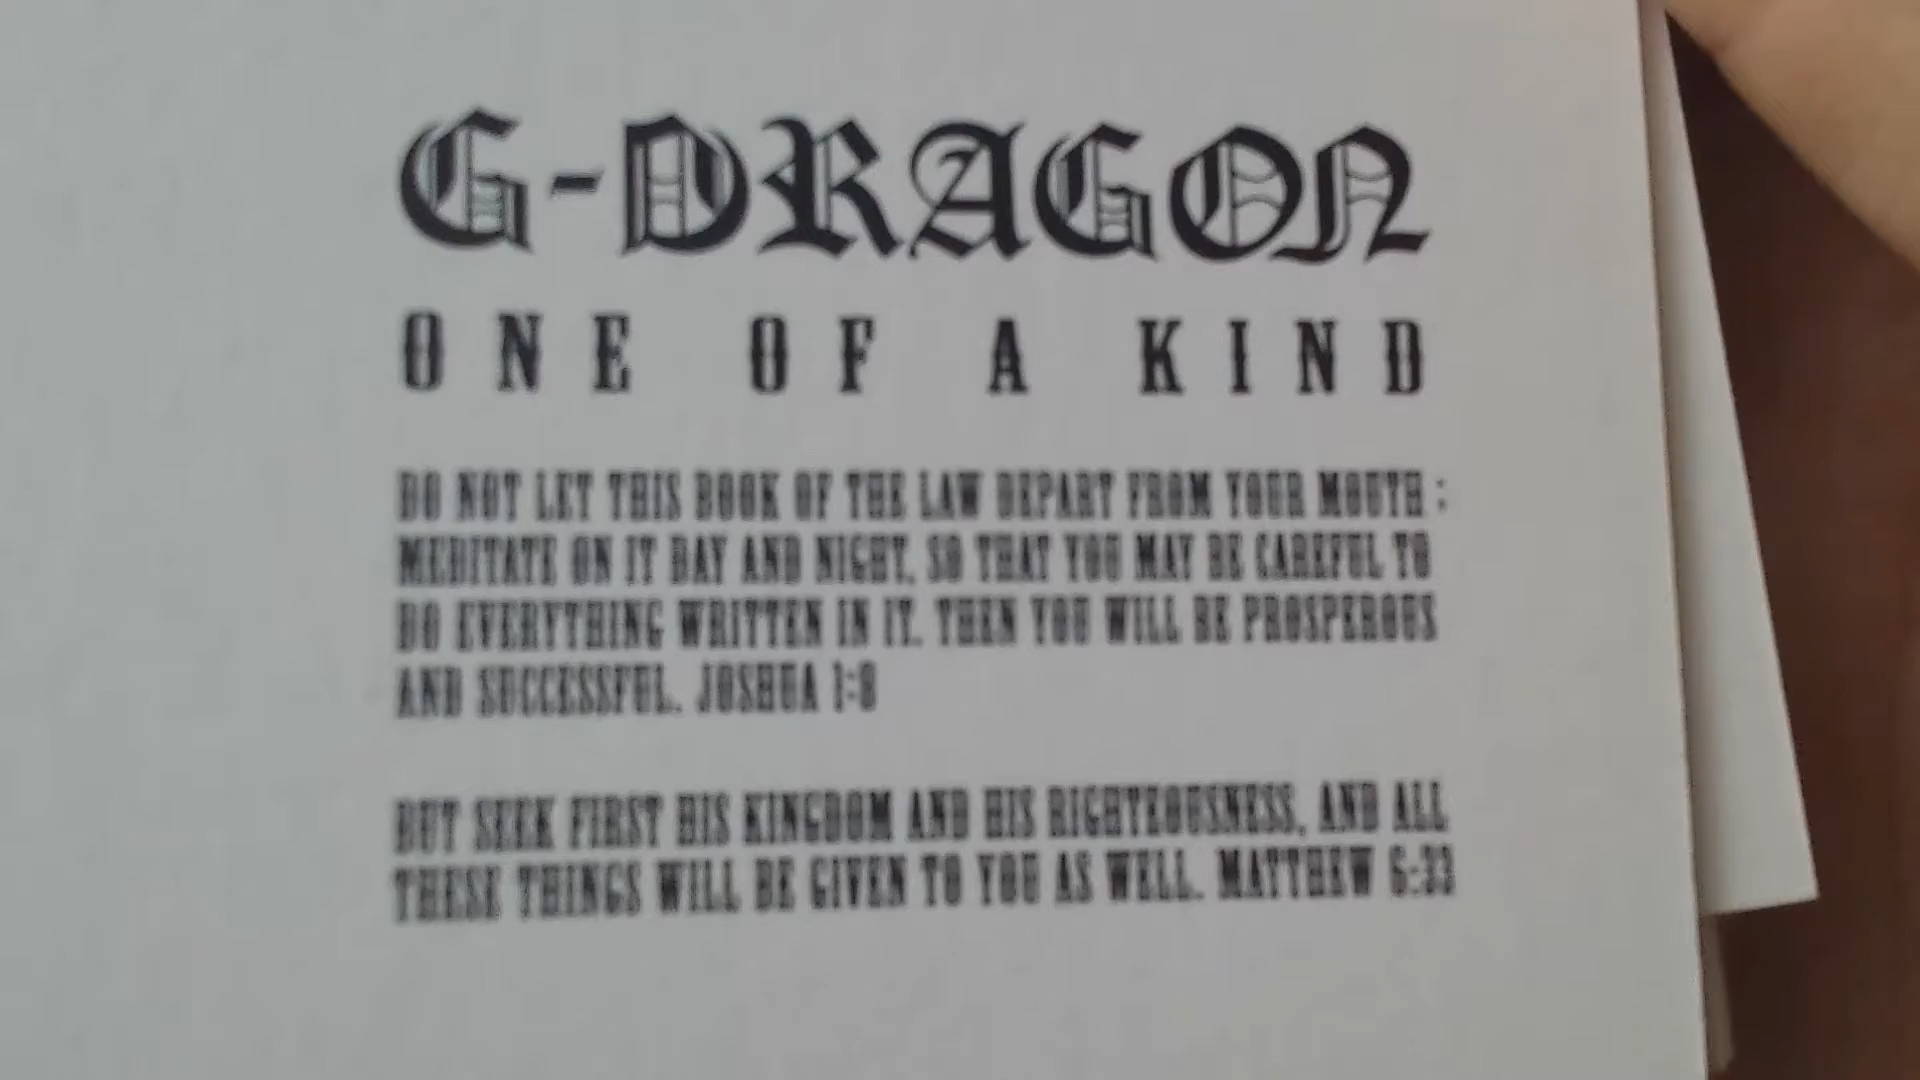 G-DRAGON
ONE OF A KIND
DO NOT LET THIS BOOK OF THE LAW DEPART FROM YOUR MOUTH :
MEDITATE ON IT DAY AND NIGHT, SO THAT YOU MAY BE CAREFUL TO
DO EVERYTHING WRITTEN IN IT. THEN YOU WILL BE PROSPEROUS
AND SUCCESSFUL. JOSHUA 1:8
BUT SEEK FIRST HIS KINGDOM AND HIS RIGHTEOUSNESS, AND ALL
THESE THINGS WILL BE GIVEN TO YOU AS WELL. MATTHEW 6:33